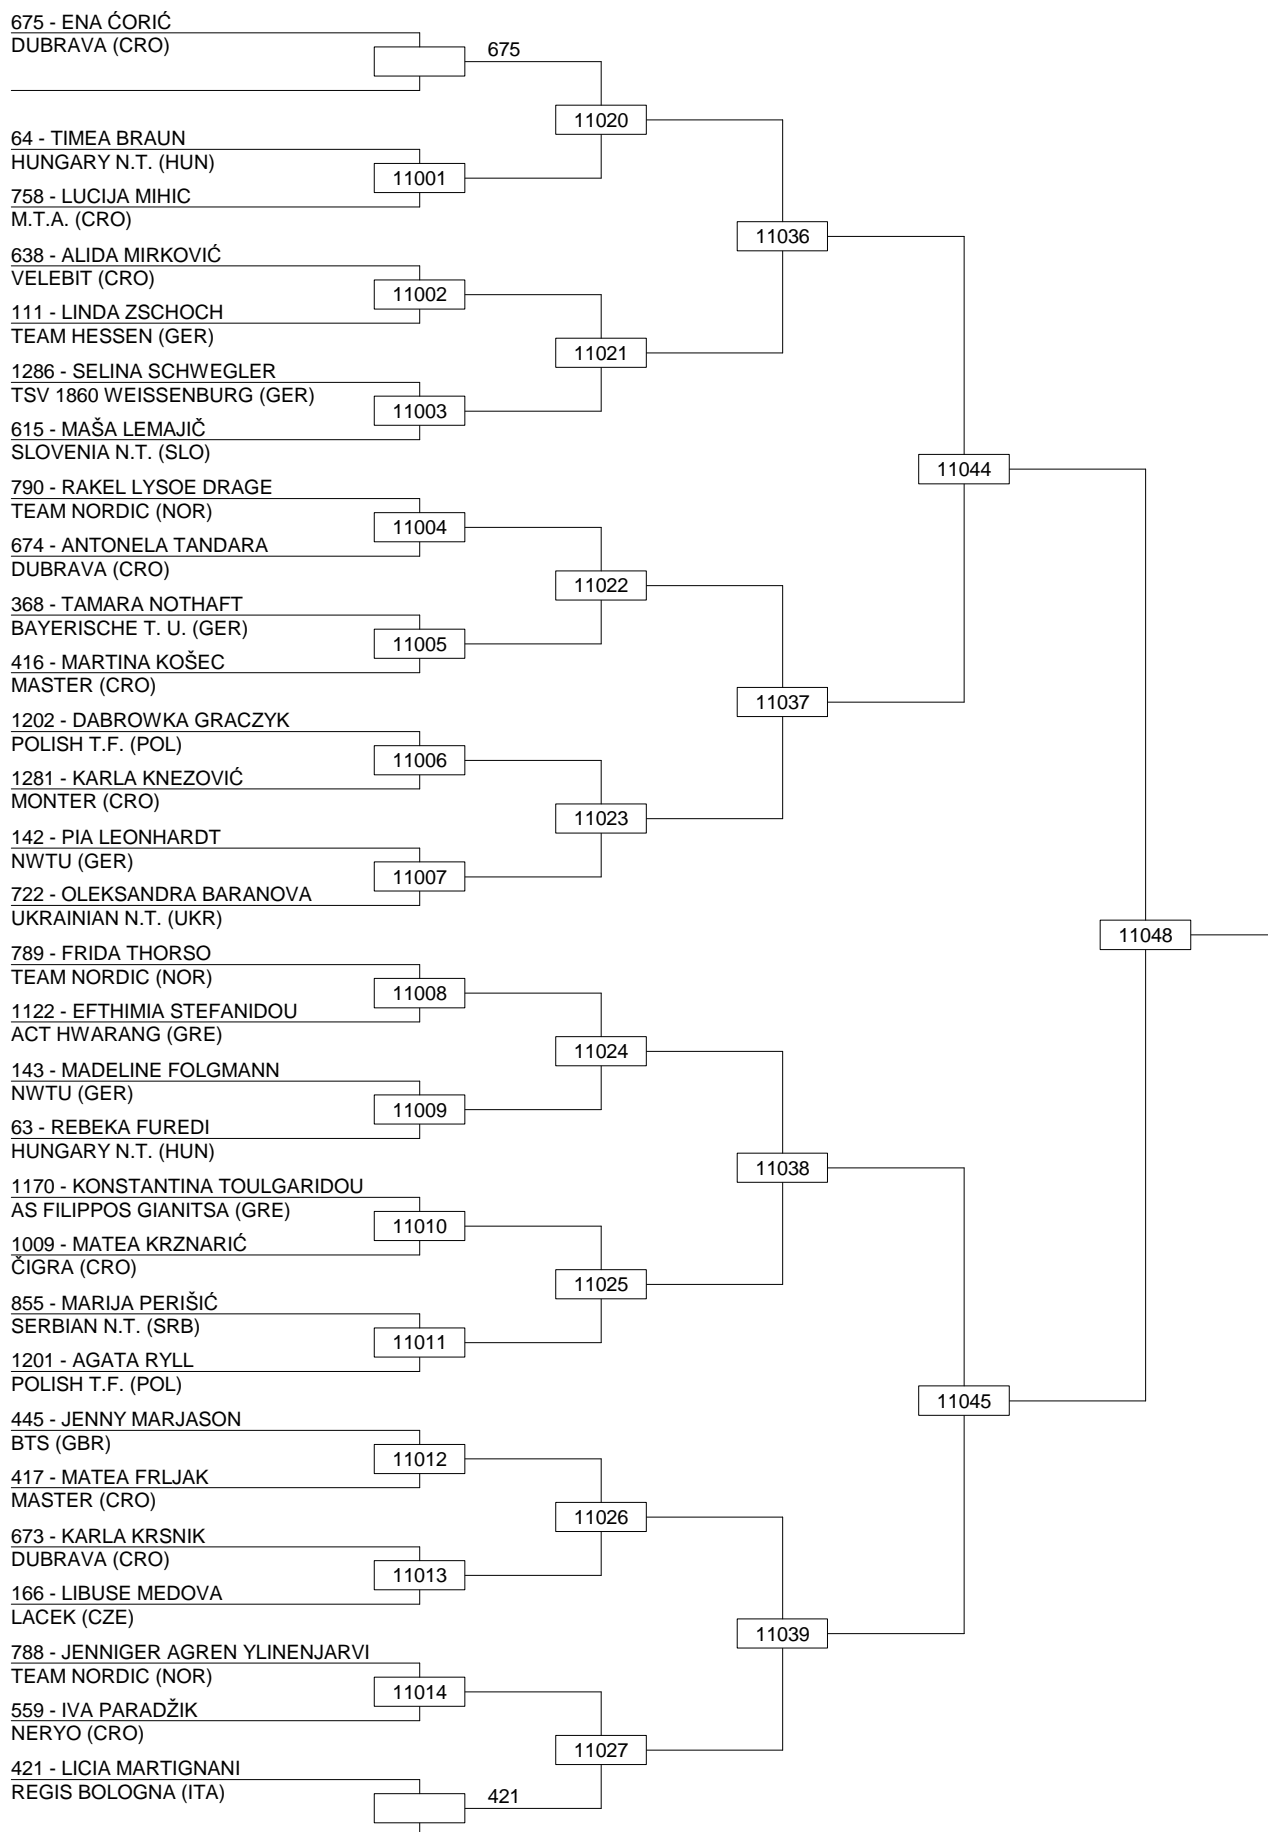 675 - ENA ĆORIĆ
DUBRAVA (CRO)
675
11020
64 - TIMEA BRAUN
HUNGARY N.T. (HUN)
11001
758 - LUCIJA MIHIC
M.T.A. (CRO)
11036
638 - ALIDA MIRKOVIĆ
VELEBIT (CRO)
11002
111 - LINDA ZSCHOCH
TEAM HESSEN (GER)
11021
1286 - SELINA SCHWEGLER
TSV 1860 WEISSENBURG (GER)
11003
615 - MAŠA LEMAJIČ
SLOVENIA N.T. (SLO)
11044
790 - RAKEL LYSOE DRAGE
TEAM NORDIC (NOR)
11004
674 - ANTONELA TANDARA
DUBRAVA (CRO)
11022
368 - TAMARA NOTHAFT
BAYERISCHE T. U. (GER)
11005
416 - MARTINA KOŠEC
MASTER (CRO)
11037
1202 - DABROWKA GRACZYK
POLISH T.F. (POL)
11006
1281 - KARLA KNEZOVIĆ
MONTER (CRO)
11023
142 - PIA LEONHARDT
NWTU (GER)
11007
722 - OLEKSANDRA BARANOVA
UKRAINIAN N.T. (UKR)
11048
789 - FRIDA THORSO
TEAM NORDIC (NOR)
11008
1122 - EFTHIMIA STEFANIDOU
ACT HWARANG (GRE)
11024
143 - MADELINE FOLGMANN
NWTU (GER)
11009
63 - REBEKA FUREDI
HUNGARY N.T. (HUN)
11038
1170 - KONSTANTINA TOULGARIDOU
AS FILIPPOS GIANITSA (GRE)
11010
1009 - MATEA KRZNARIĆ
ČIGRA (CRO)
11025
855 - MARIJA PERIŠIĆ
SERBIAN N.T. (SRB)
11011
1201 - AGATA RYLL
POLISH T.F. (POL)
11045
445 - JENNY MARJASON
BTS (GBR)
11012
417 - MATEA FRLJAK
MASTER (CRO)
11026
673 - KARLA KRSNIK
DUBRAVA (CRO)
11013
166 - LIBUSE MEDOVA
LACEK (CZE)
11039
788 - JENNIGER AGREN YLINENJARVI
TEAM NORDIC (NOR)
11014
559 - IVA PARADŽIK
NERYO (CRO)
11027
421 - LICIA MARTIGNANI
REGIS BOLOGNA (ITA)
421